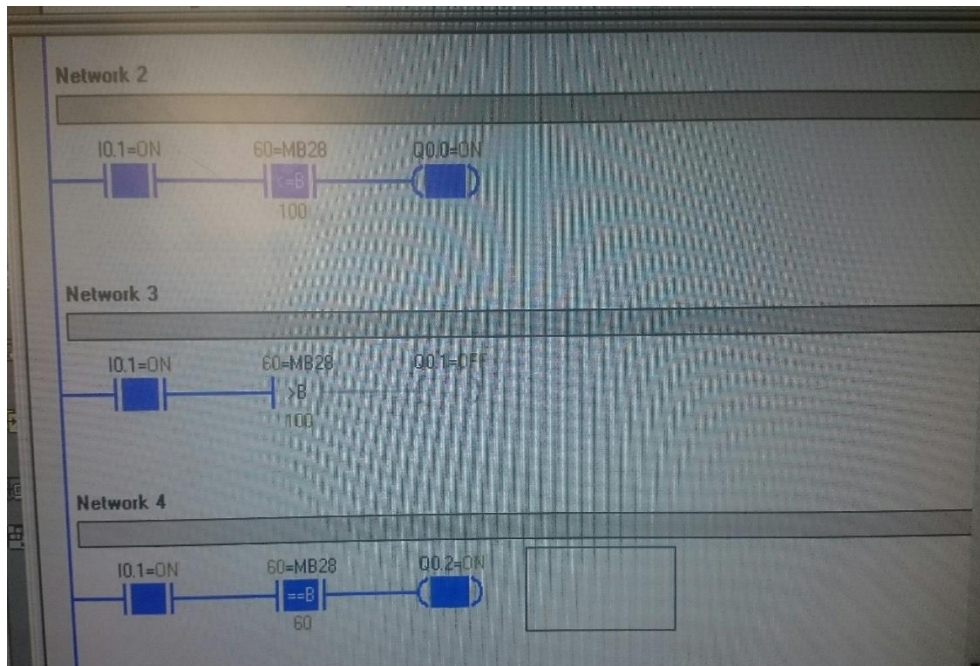 Network 2
I0.1=ON 60=MB28 Q0.0=ON
<=B
100
Network 3
I0.1=ON 60=MB28 Q0.1=OFF
>B
100
Network 4
I0.1=ON 60=MB28 Q0.2=ON
==B
60